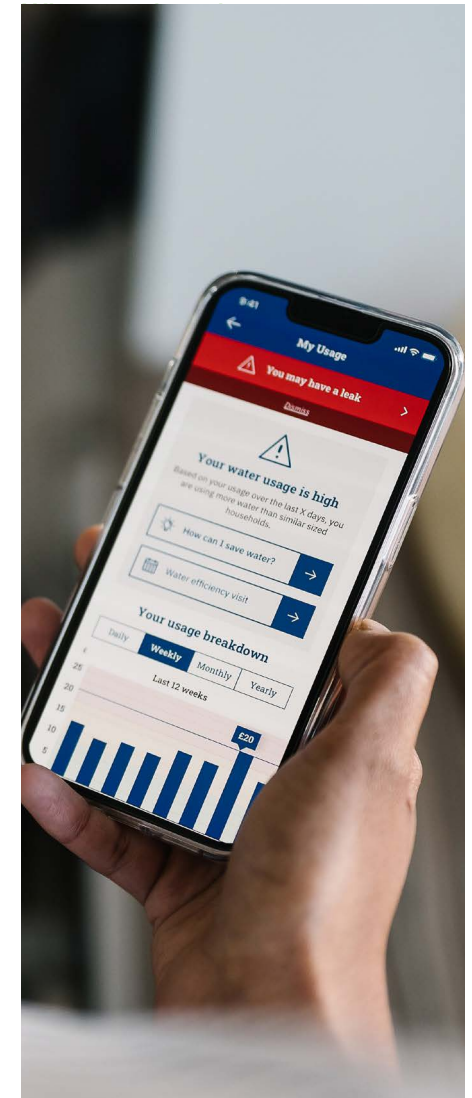 9:41
My Usage
You may have a leak
Dismiss
Your water usage is high
Based on your usage over the last X days, you
are using more water than similar sized
households.
How can I save water?
Water efficiency visit
Your usage breakdown
Daily Weekly Monthly Yearly
Last 12 weeks
£20
25
20
15
10
5